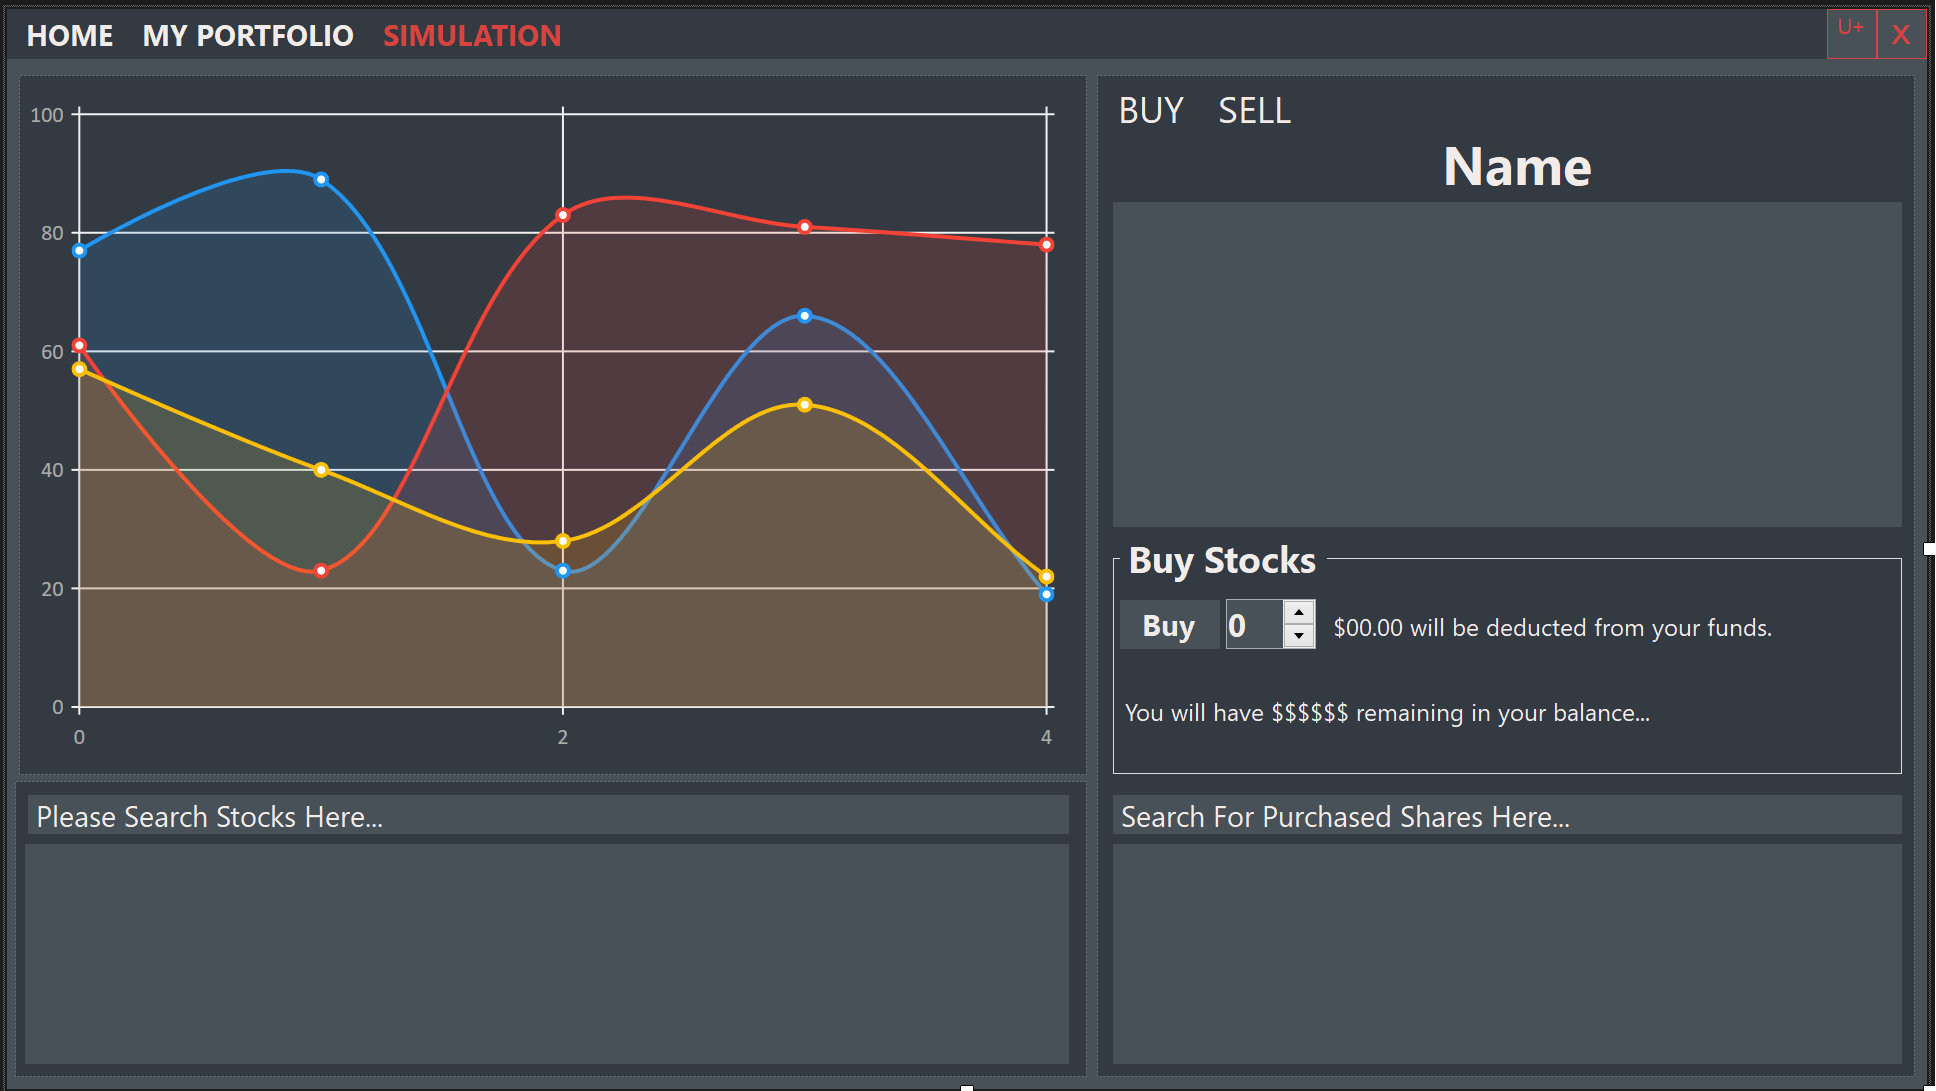 HOME MY PORTFOLIO SIMULATION U+ X
100
80
60
40
20
0
0 2 4
BUY SELL
Name
Buy Stocks
Buy 0 $00.00 will be deducted from your funds.
You will have $$$$$$ remaining in your balance...
Please Search Stocks Here...
Search For Purchased Shares Here...